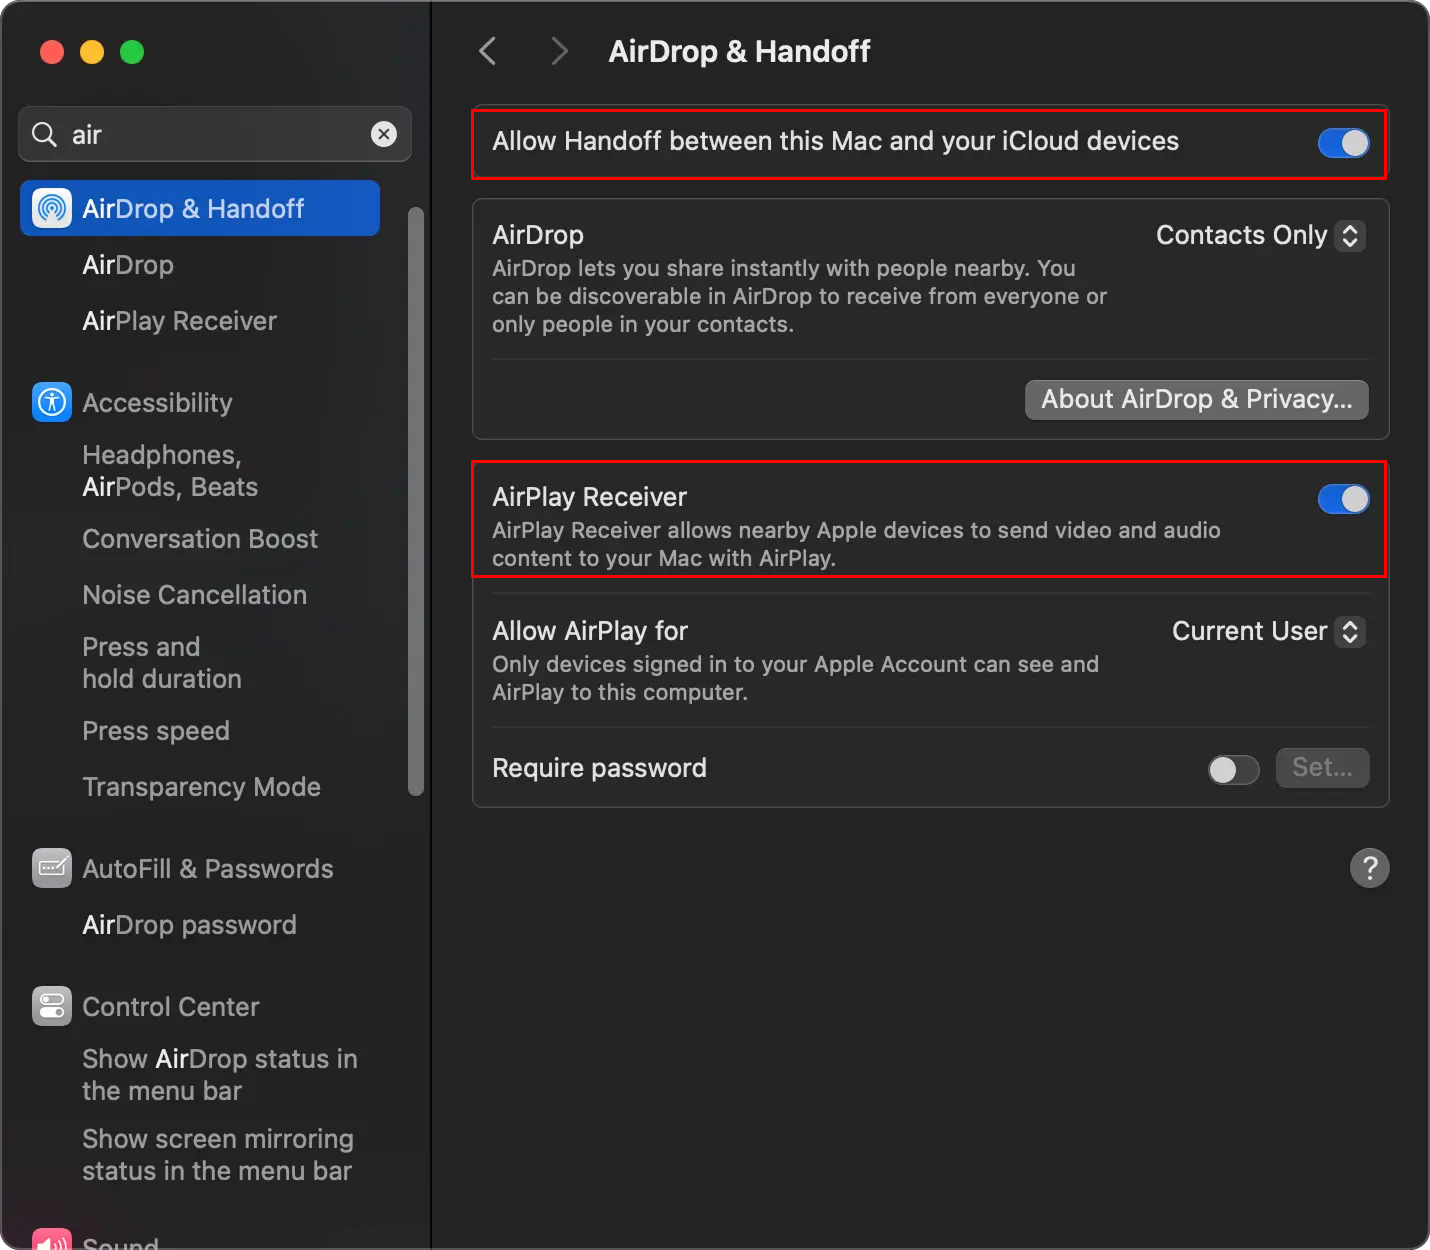 air
AirDrop & Handoff
AirDrop
AirPlay Receiver
Accessibility
Headphones,
AirPods, Beats
Conversation Boost
Noise Cancellation
Press and
hold duration
Press speed
Transparency Mode
AutoFill & Passwords
AirDrop password
Control Center
Show AirDrop status in
the menu bar
Show screen mirroring
status in the menu bar
Sound
AirDrop & Handoff
Allow Handoff between this Mac and your iCloud devices
AirDrop
Contacts Only
AirDrop lets you share instantly with people nearby. You
can be discoverable in AirDrop to receive from everyone or
only people in your contacts.
About AirDrop & Privacy...
AirPlay Receiver
AirPlay Receiver allows nearby Apple devices to send video and audio
content to your Mac with AirPlay.
Allow AirPlay for
Current User
Only devices signed in to your Apple Account can see and
AirPlay to this computer.
Require password
Set...
?